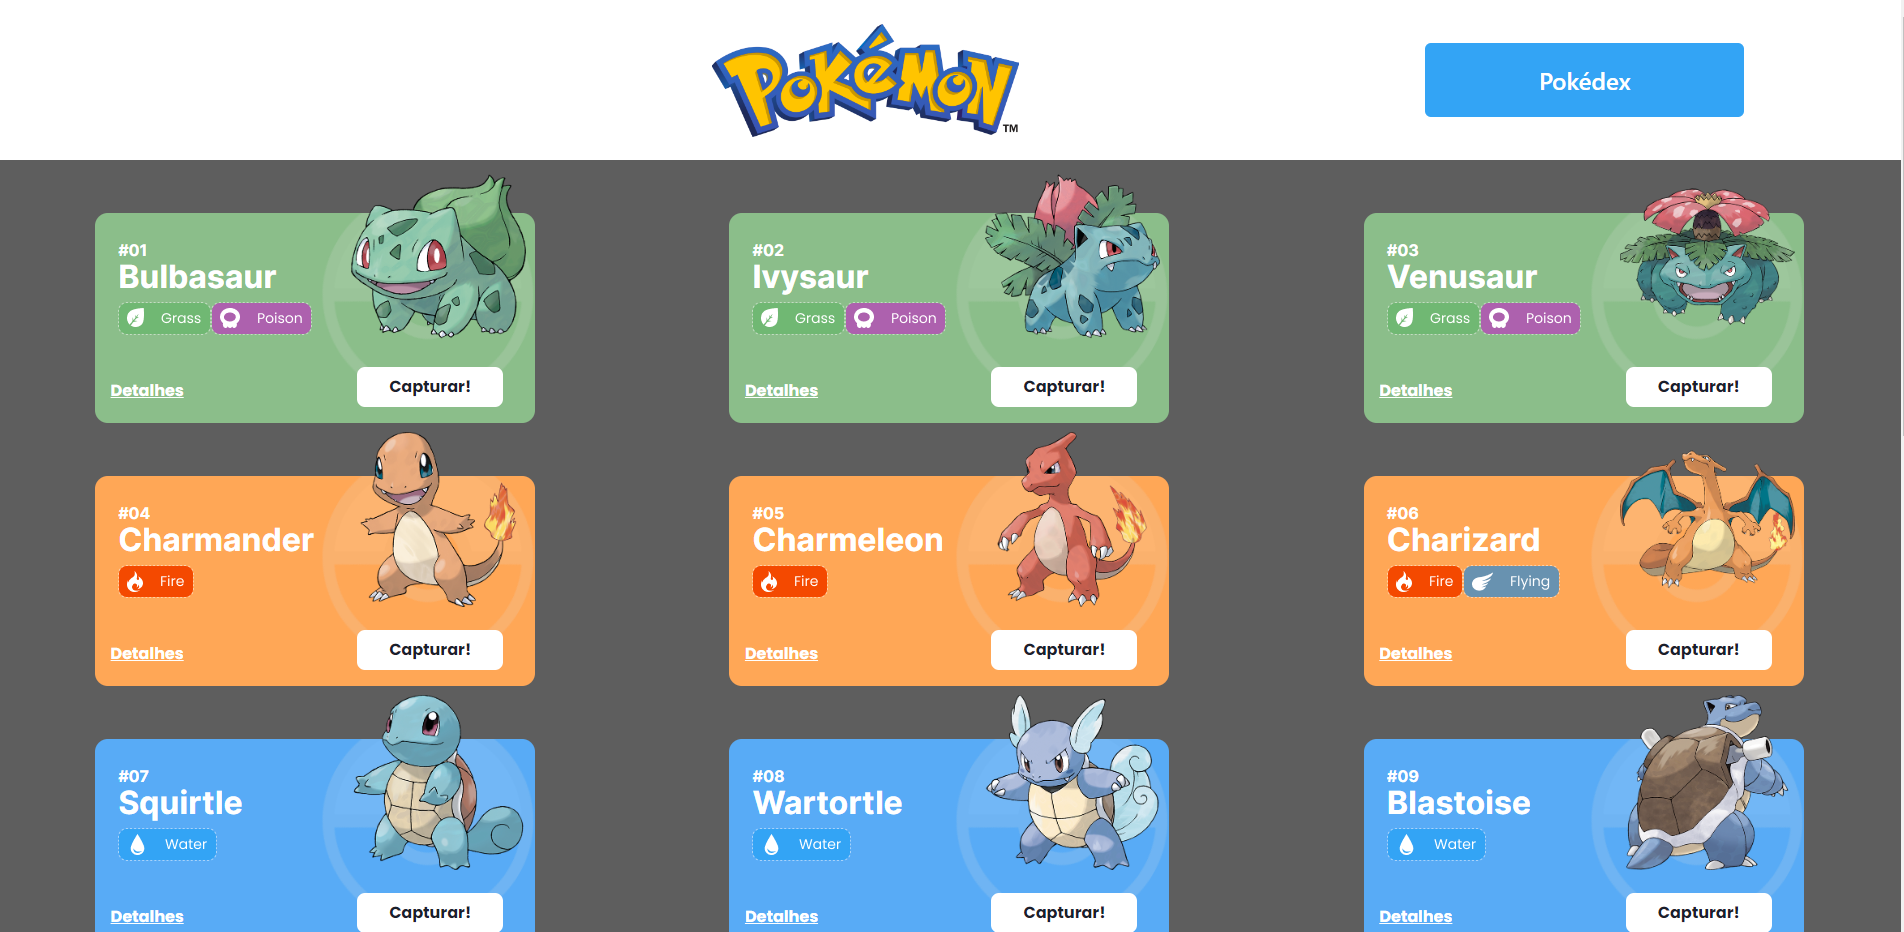 POKéMON
TM
Pokédex
#01
Bulbasaur
Grass Poison
Detalhes
Capturar!
#02
Ivysaur
Grass Poison
Detalhes
Capturar!
#03
Venusaur
Grass Poison
Detalhes
Capturar!
#04
Charmander
Fire
Detalhes
Capturar!
#05
Charmeleon
Fire
Detalhes
Capturar!
#06
Charizard
Fire Flying
Detalhes
Capturar!
#07
Squirtle
Water
Detalhes
Capturar!
#08
Wartortle
Water
Detalhes
Capturar!
#09
Blastoise
Water
Detalhes
Capturar!